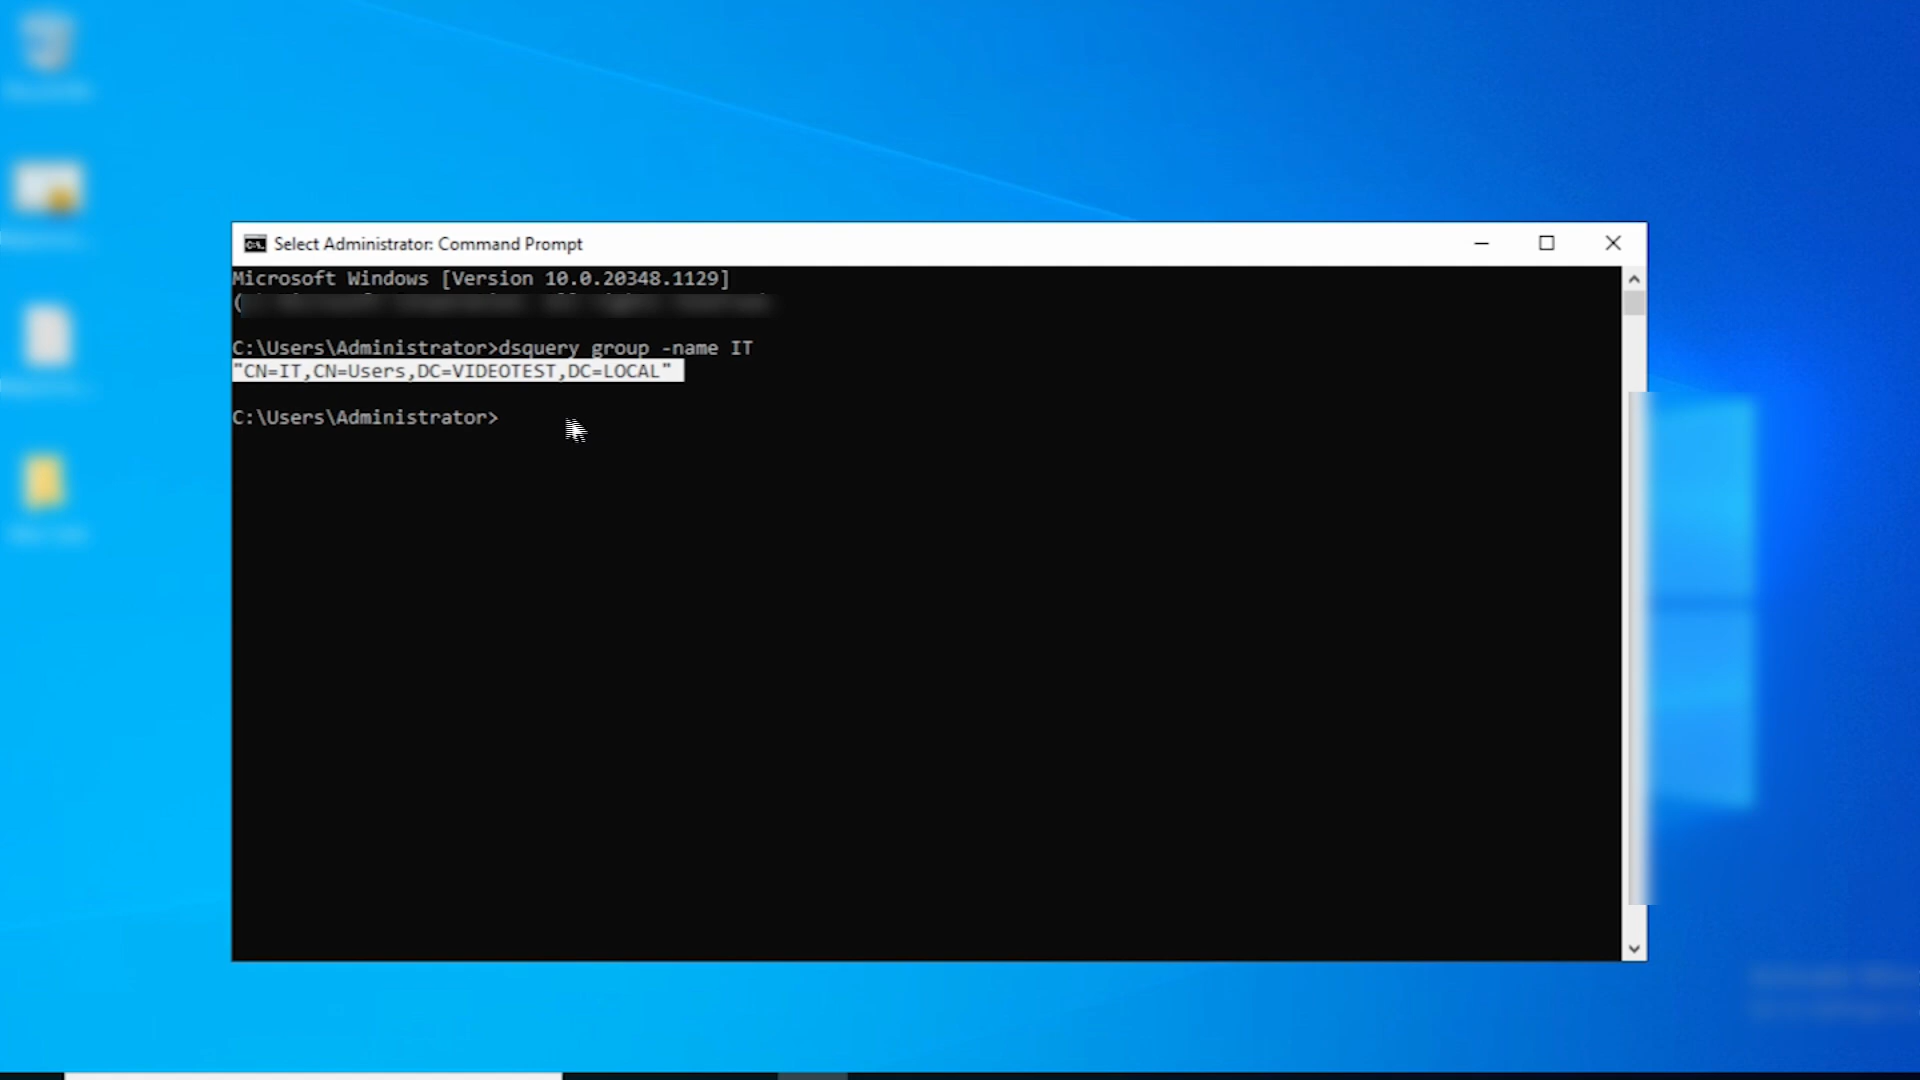 Select Administrator: Command Prompt
Microsoft Windows [Version 10.0.20348.1129]
(
C:\Users\Administrator>dsquery group -name IT
"CN=IT,CN=Users,DC=VIDEOTEST,DC=LOCAL"
C:\Users\Administrator>